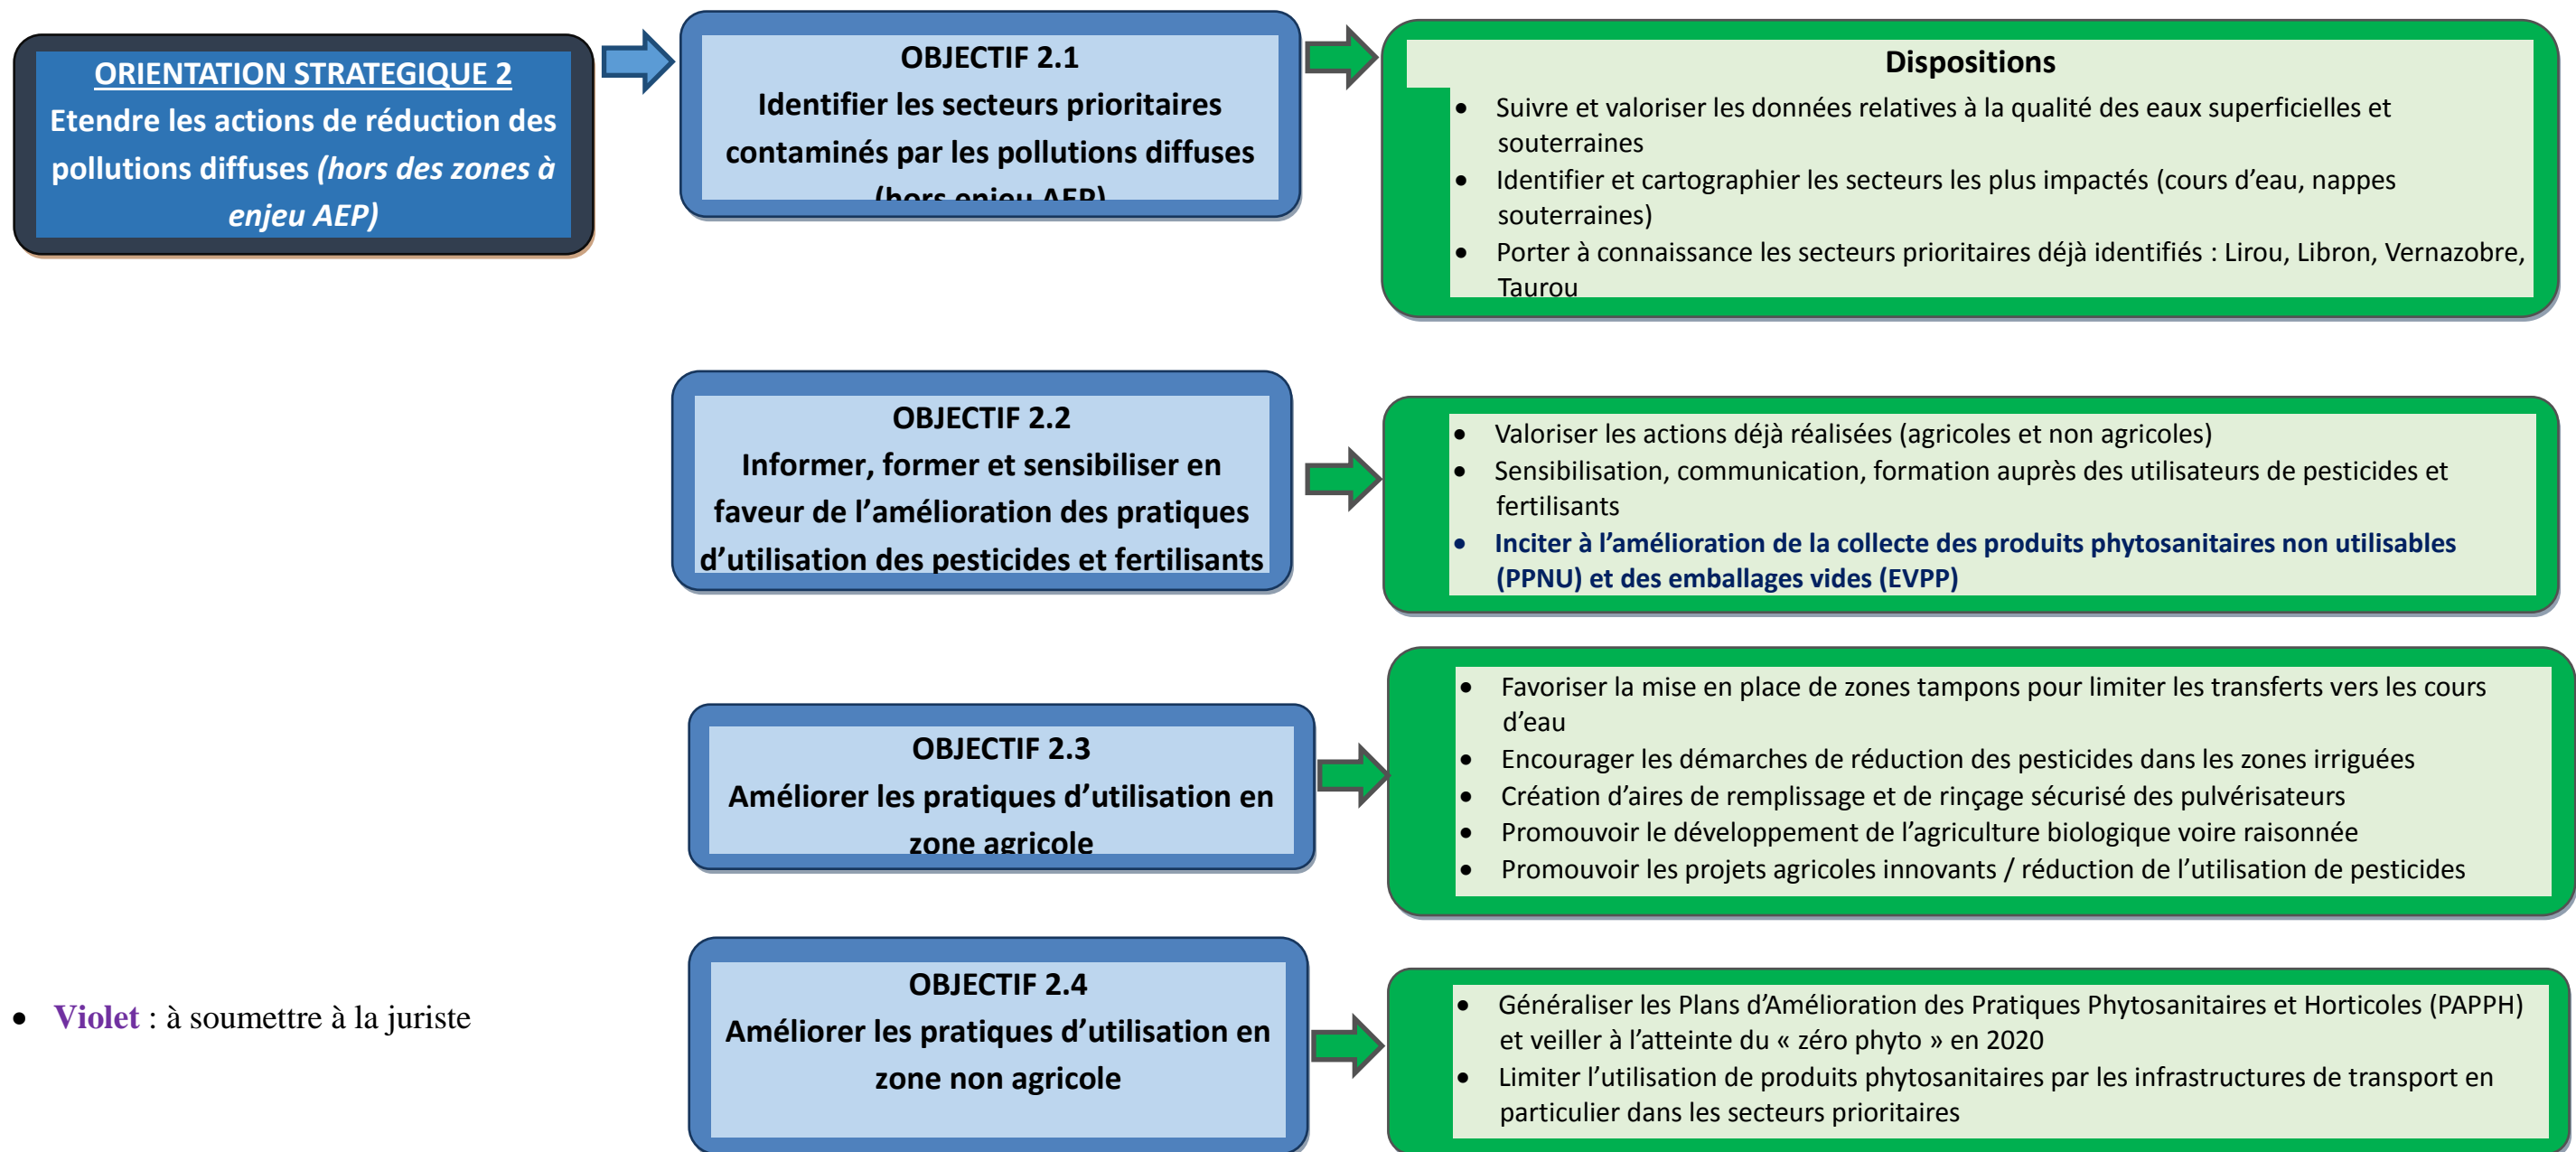 ORIENTATION STRATEGIQUE 2
Etendre les actions de réduction des
pollutions diffuses (hors des zones à
enjeu AEP)
OBJECTIF 2.1
Identifier les secteurs prioritaires
contaminés par les pollutions diffuses
(hors enjeu AEP)
Dispositions
• Suivre et valoriser les données relatives à la qualité des eaux superficielles et
souterraines
• Identifier et cartographier les secteurs les plus impactés (cours d’eau, nappes
souterraines)
• Porter à connaissance les secteurs prioritaires déjà identifiés : Lirou, Libron, Vernazobre,
Taurou
OBJECTIF 2.2
Informer, former et sensibiliser en
faveur de l’amélioration des pratiques
d’utilisation des pesticides et fertilisants
• Valoriser les actions déjà réalisées (agricoles et non agricoles)
• Sensibilisation, communication, formation auprès des utilisateurs de pesticides et
fertilisants
• Inciter à l’amélioration de la collecte des produits phytosanitaires non utilisables
(PPNU) et des emballages vides (EVPP)
OBJECTIF 2.3
Améliorer les pratiques d’utilisation en
zone agricole
• Favoriser la mise en place de zones tampons pour limiter les transferts vers les cours
d’eau
• Encourager les démarches de réduction des pesticides dans les zones irriguées
• Création d’aires de remplissage et de rinçage sécurisé des pulvérisateurs
• Promouvoir le développement de l’agriculture biologique voire raisonnée
• Promouvoir les projets agricoles innovants / réduction de l’utilisation de pesticides
• Violet : à soumettre à la juriste
OBJECTIF 2.4
Améliorer les pratiques d’utilisation en
zone non agricole
• Généraliser les Plans d’Amélioration des Pratiques Phytosanitaires et Horticoles (PAPPH)
et veiller à l’atteinte du « zéro phyto » en 2020
• Limiter l’utilisation de produits phytosanitaires par les infrastructures de transport en
particulier dans les secteurs prioritaires